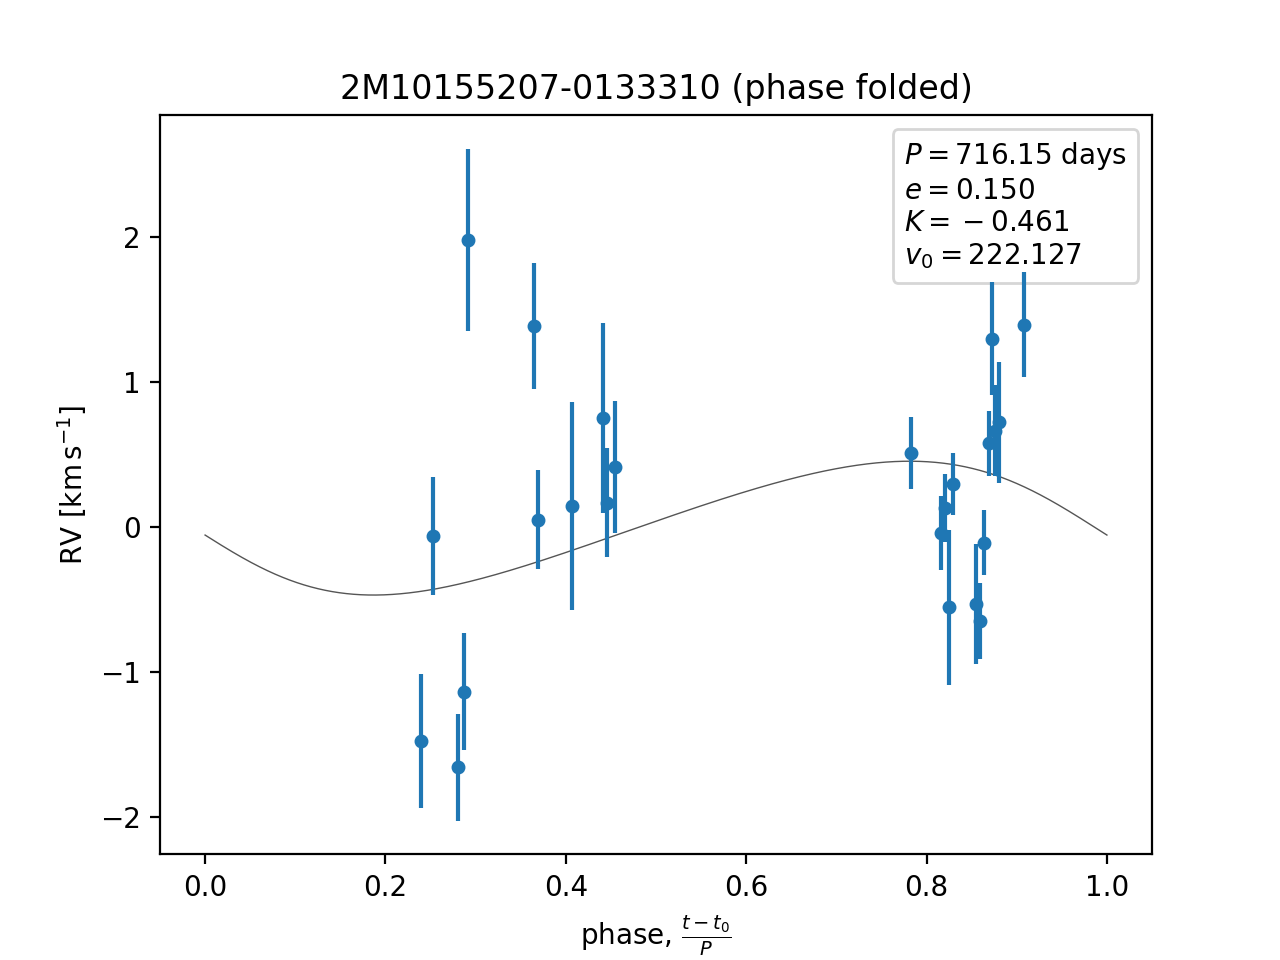 2M10155207-0133310 (phase folded)
P = 716.15 days
e = 0.150
K = −0.461
v₀ = 222.127
2
1
0
−1
−2
RV [km s⁻¹]
0.0 0.2 0.4 0.6 0.8 1.0
phase, (t − t₀)/P